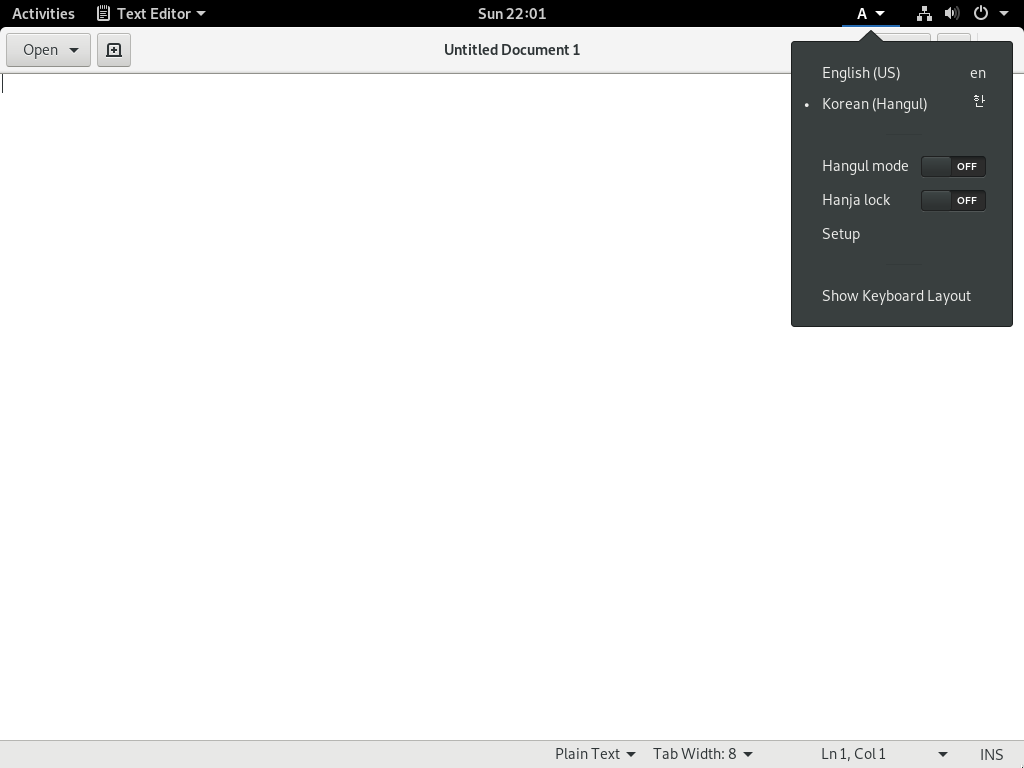 Activities Text Editor Sun 22:01 A
Open Untitled Document 1
English (US) en
• Korean (Hangul) 한
Hangul mode OFF
Hanja lock OFF
Setup
Show Keyboard Layout
Plain Text Tab Width: 8 Ln 1, Col 1 INS